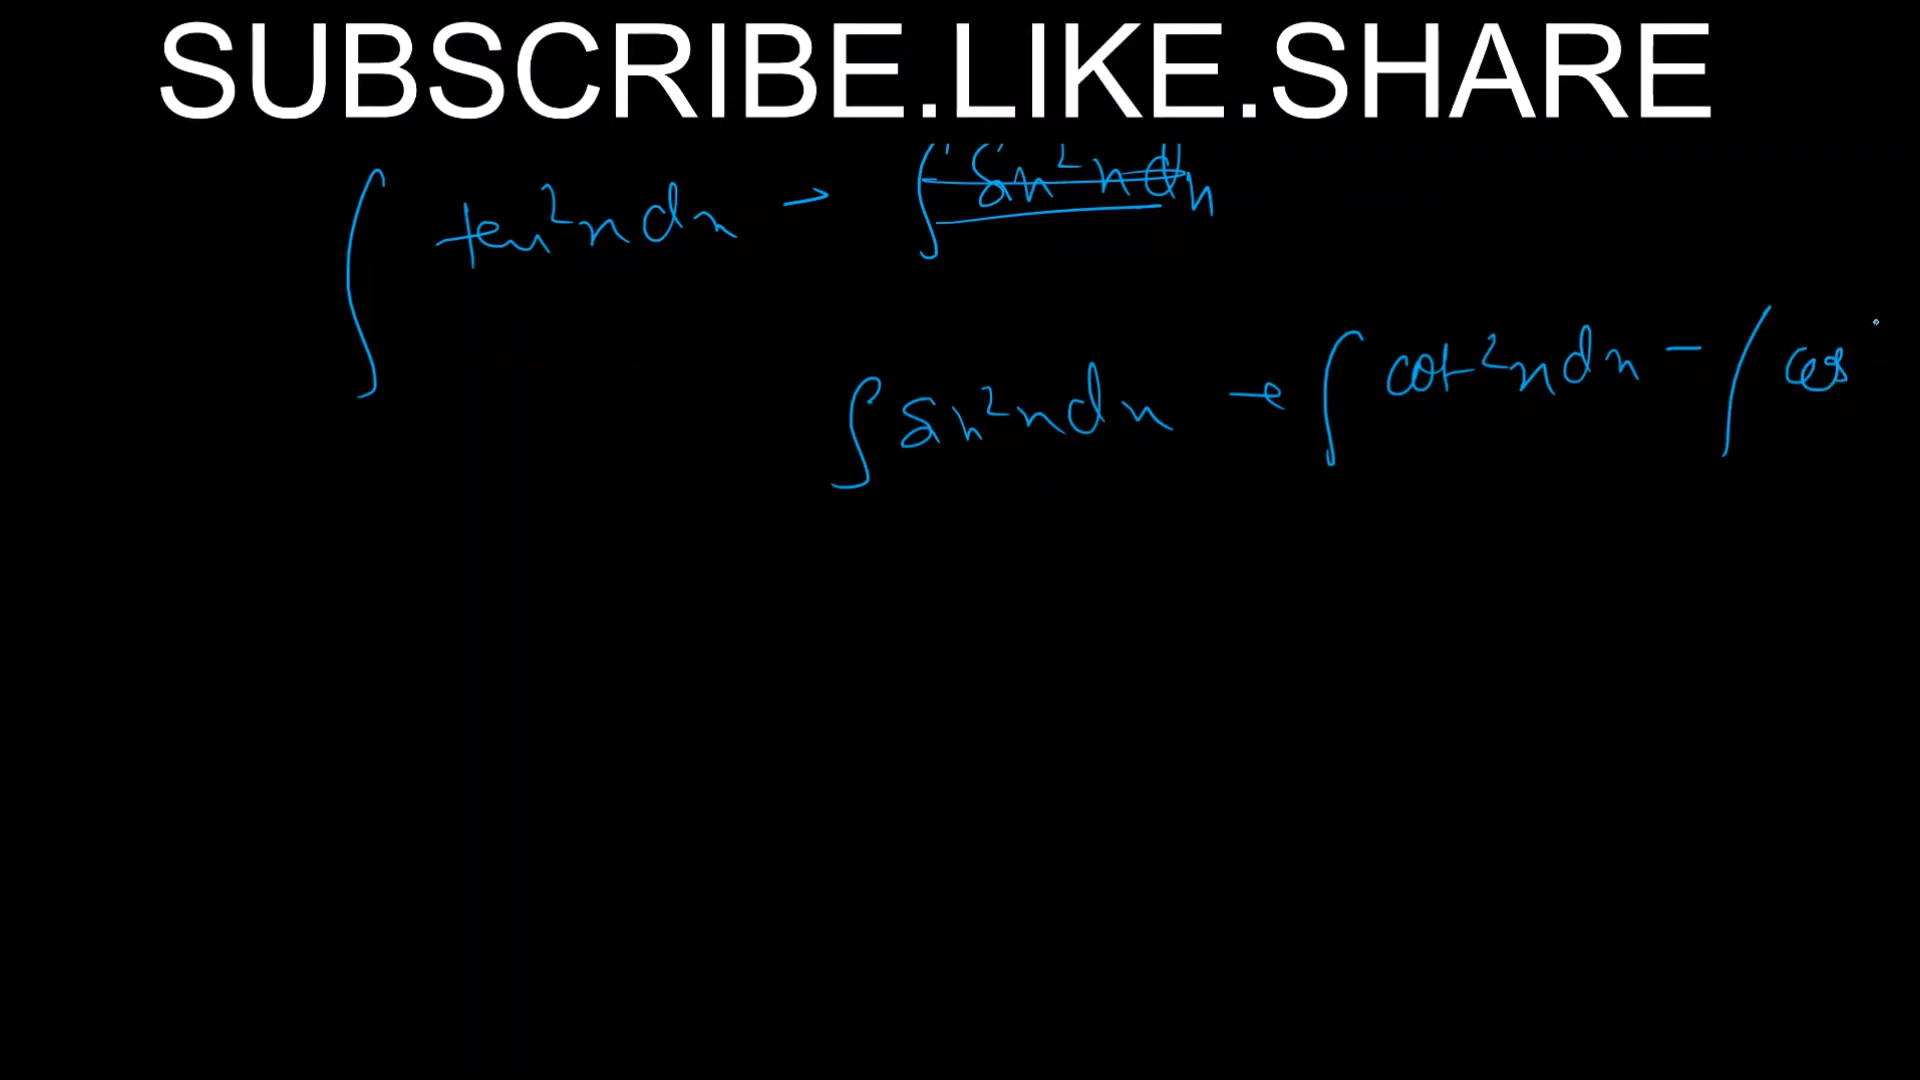 SUBSCRIBE.LIKE.SHARE
∫ tan²x dx → ∫ sin²x dx
∫ sin²x dx → ∫ cot²x dx − ∫ cos